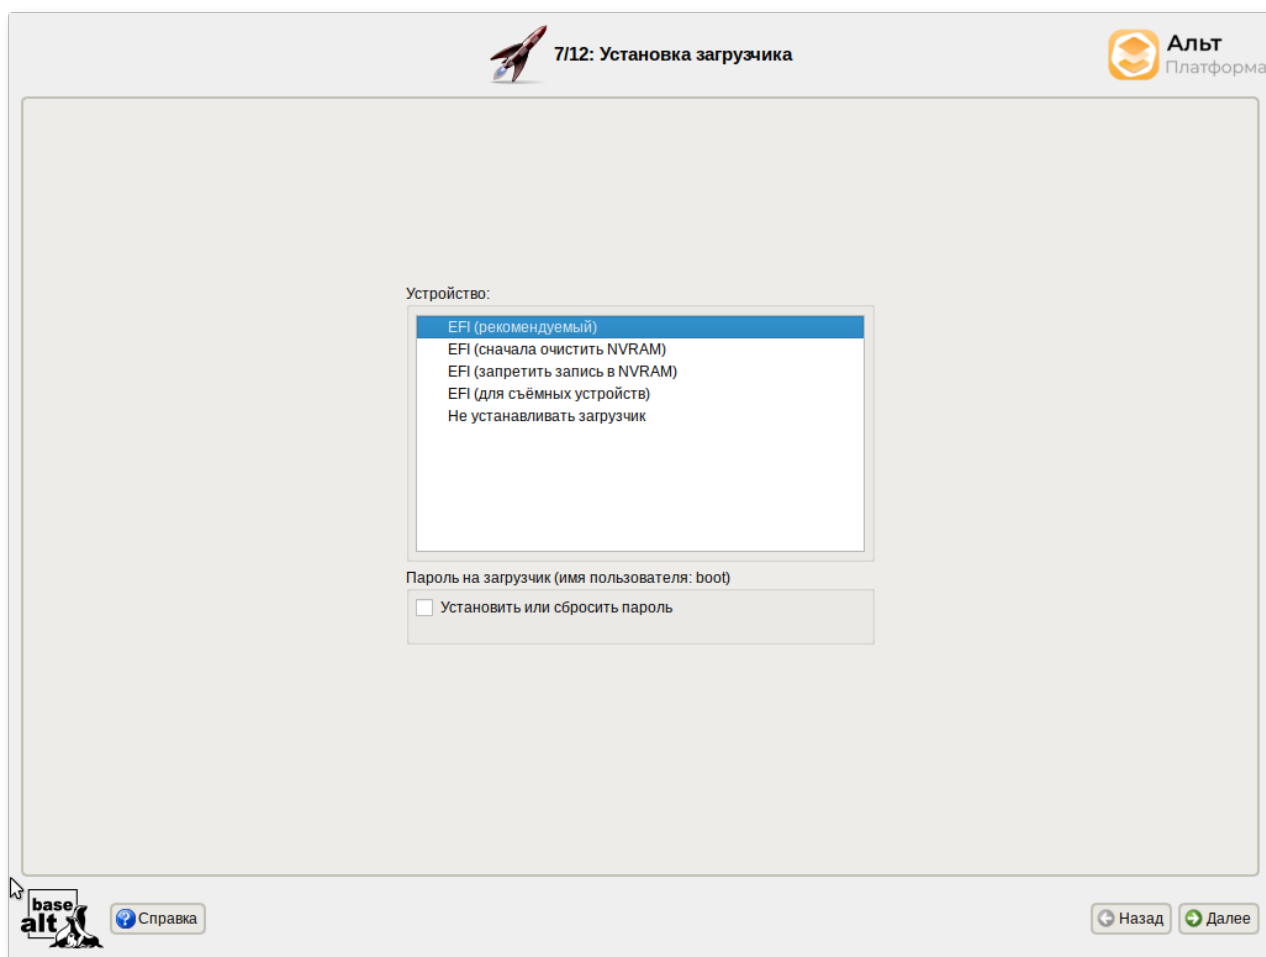 7/12: Установка загрузчика
Альт
Платформа
Устройство:
EFI (рекомендуемый)
EFI (сначала очистить NVRAM)
EFI (запретить запись в NVRAM)
EFI (для съёмных устройств)
Не устанавливать загрузчик
Пароль на загрузчик (имя пользователя: boot)
Установить или сбросить пароль
base
alt
Справка
Назад
Далее